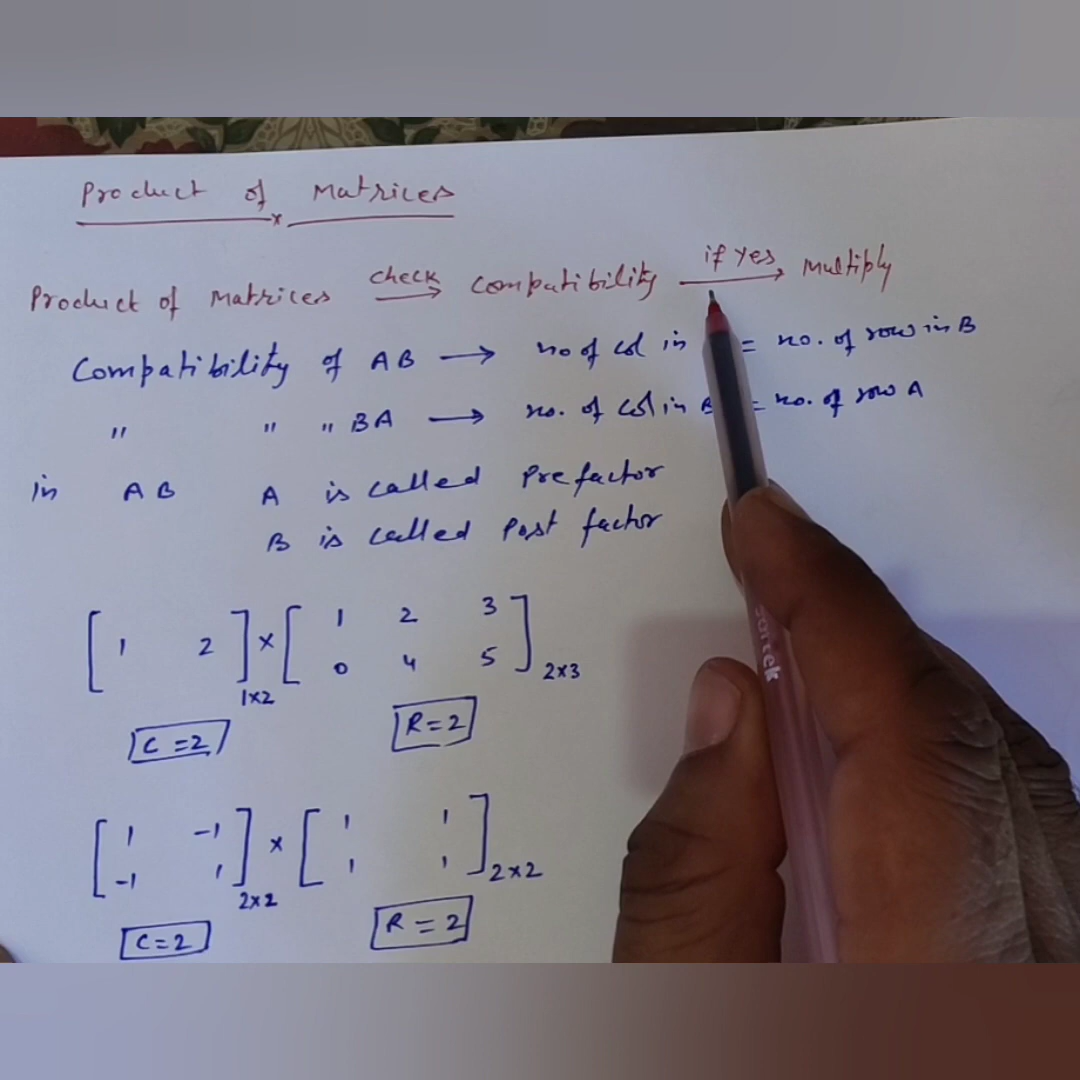 Product of Matrices
Product of Matrices check → Compatibility if Yes → Multiply
Compatibility of AB → no of col in = no. of row in B
" " " BA → no. of col in B = no. of row A
in AB A is called Prefactor
B is called Post factor
[ 1 2 ] × [ 1 2 3
0 4 5 ]
1×2 2×3
C = 2 R = 2
[ 1 -1 ] × [ 1 1 ]
-1 1 1 1
2×2 2×2
C = 2 R = 2